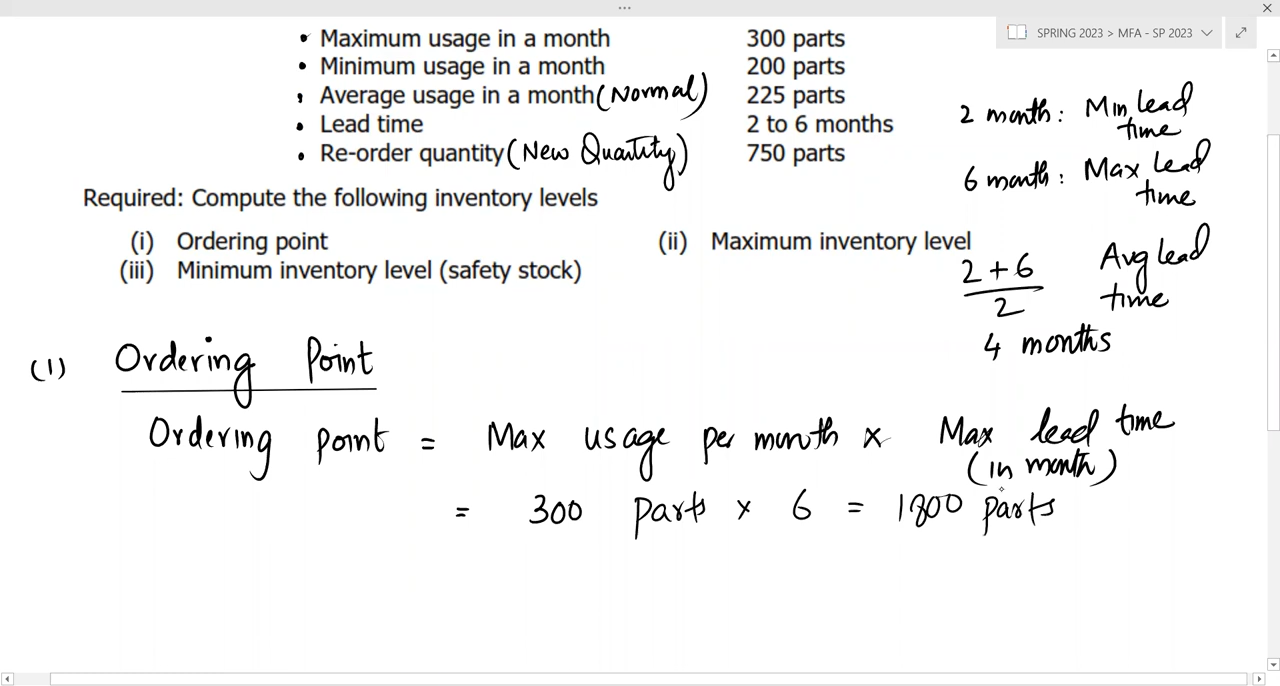 SPRING 2023 > MFA - SP 2023
• Maximum usage in a month 300 parts
• Minimum usage in a month 200 parts
• Average usage in a month (Normal) 225 parts
• Lead time 2 to 6 months
• Re-order quantity (New Quantity) 750 parts
2 month : Min lead
time
6 month : Max lead
time
Required: Compute the following inventory levels
(i) Ordering point (ii) Maximum inventory level
(iii) Minimum inventory level (safety stock)
2 + 6 Avg lead
2 time
4 months
(1) Ordering Point
Ordering point = Max usage per month x Max lead time
(in month)
= 300 Parts x 6 = 1800 parts